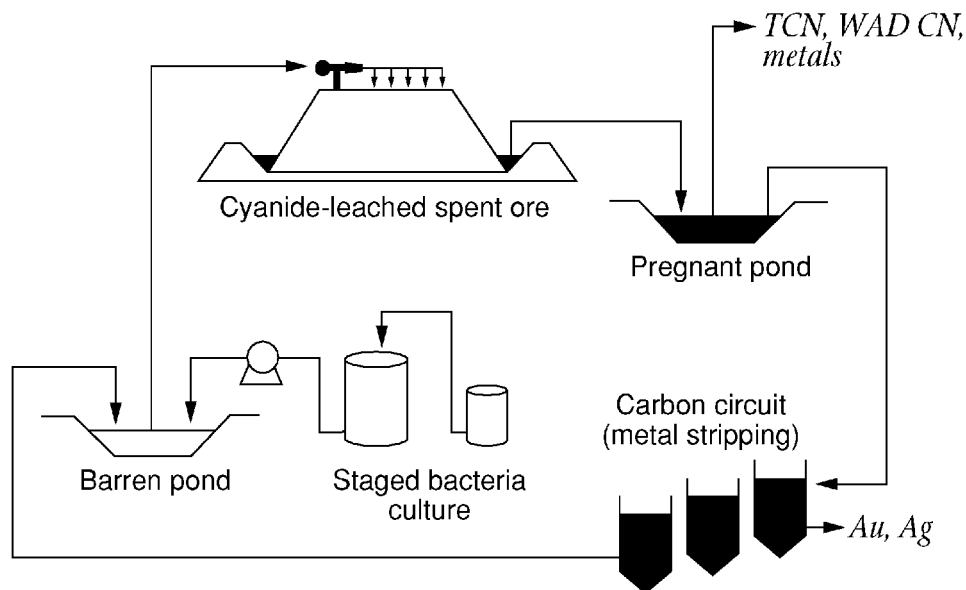 TCN, WAD CN,
metals
Cyanide-leached spent ore
Pregnant pond
Carbon circuit
(metal stripping)
Barren pond
Staged bacteria
culture
Au, Ag